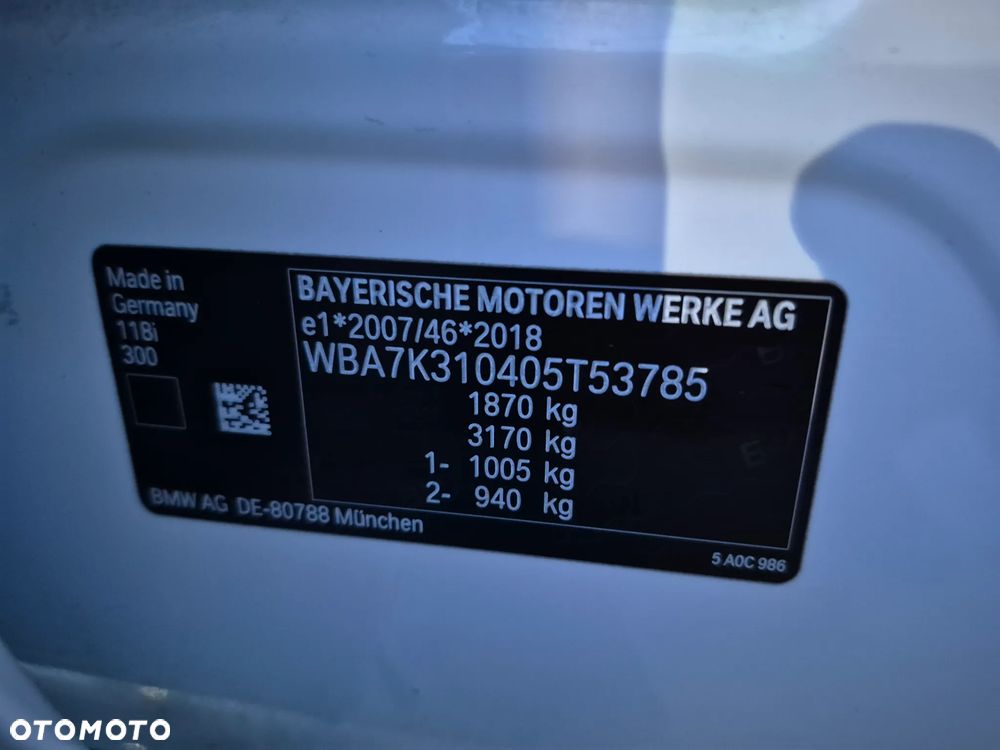 Made in
Germany
118i
300
BAYERISCHE MOTOREN WERKE AG
e1*2007/46*2018
WBA7K310405T53785
1870 kg
3170 kg
1- 1005 kg
2- 940 kg
BMW AG DE-80788 München
5 A0C 986
OTOMOTO